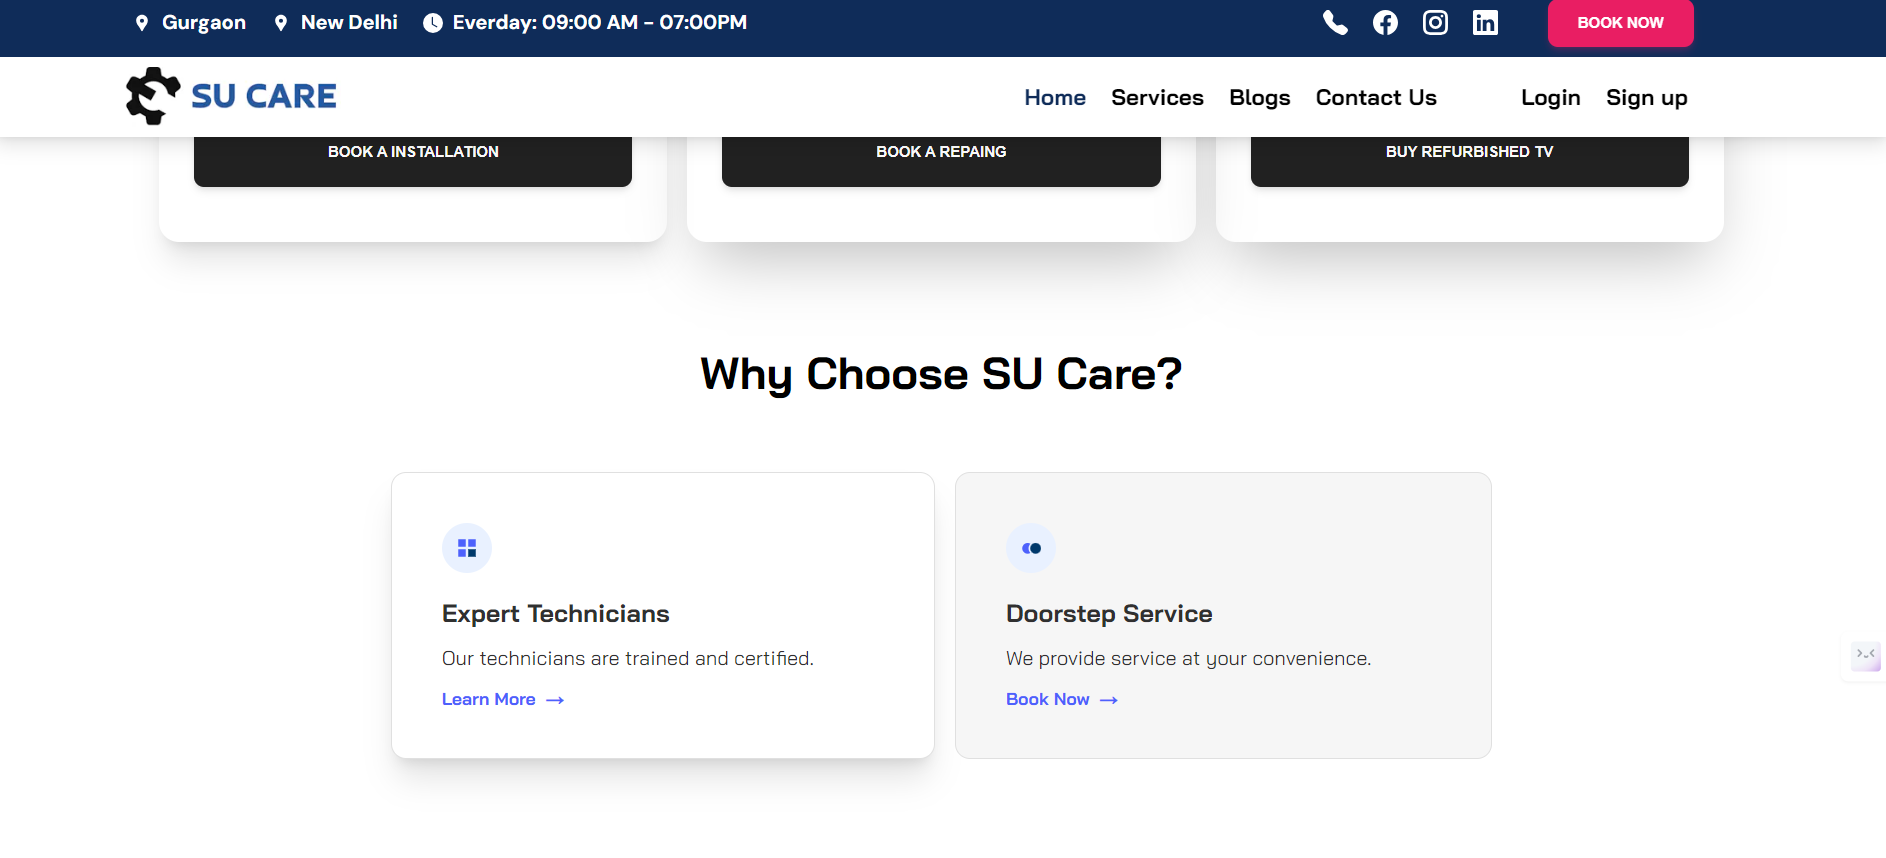 Gurgaon New Delhi Everday: 09:00 AM - 07:00PM BOOK NOW
SU CARE Home Services Blogs Contact Us Login Sign up
BOOK A INSTALLATION BOOK A REPAING BUY REFURBISHED TV
Why Choose SU Care?
Expert Technicians
Our technicians are trained and certified.
Learn More →
Doorstep Service
We provide service at your convenience.
Book Now →